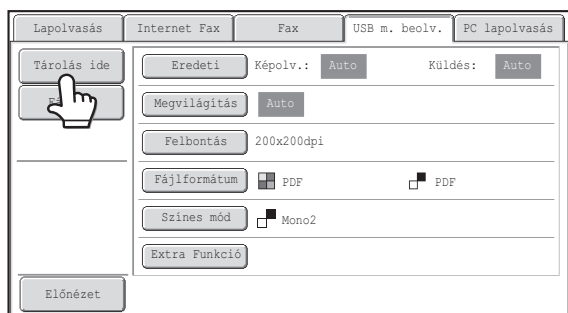 Lapolvasás Internet Fax Fax USB m. beolv. PC lapolvasás
Tárolás ide
Eredeti Képolv.: Auto Küldés: Auto
Megvilágítás Auto
Felbontás 200x200dpi
Fájlformátum PDF PDF
Színes mód Mono2
Extra Funkció
Előnézet